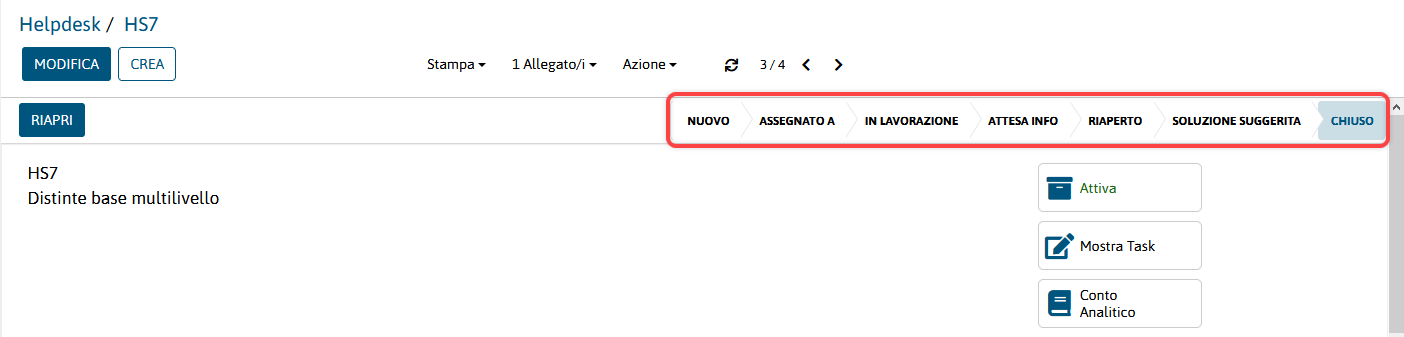 Helpdesk / HS7
MODIFICA CREA Stampa 1 Allegato/i Azione 3 / 4
RIAPRI NUOVO ASSEGNATO A IN LAVORAZIONE ATTESA INFO RIAPERTO SOLUZIONE SUGGERITA CHIUSO
HS7
Distinte base multilivello
Attiva
Mostra Task
Conto
Analitico